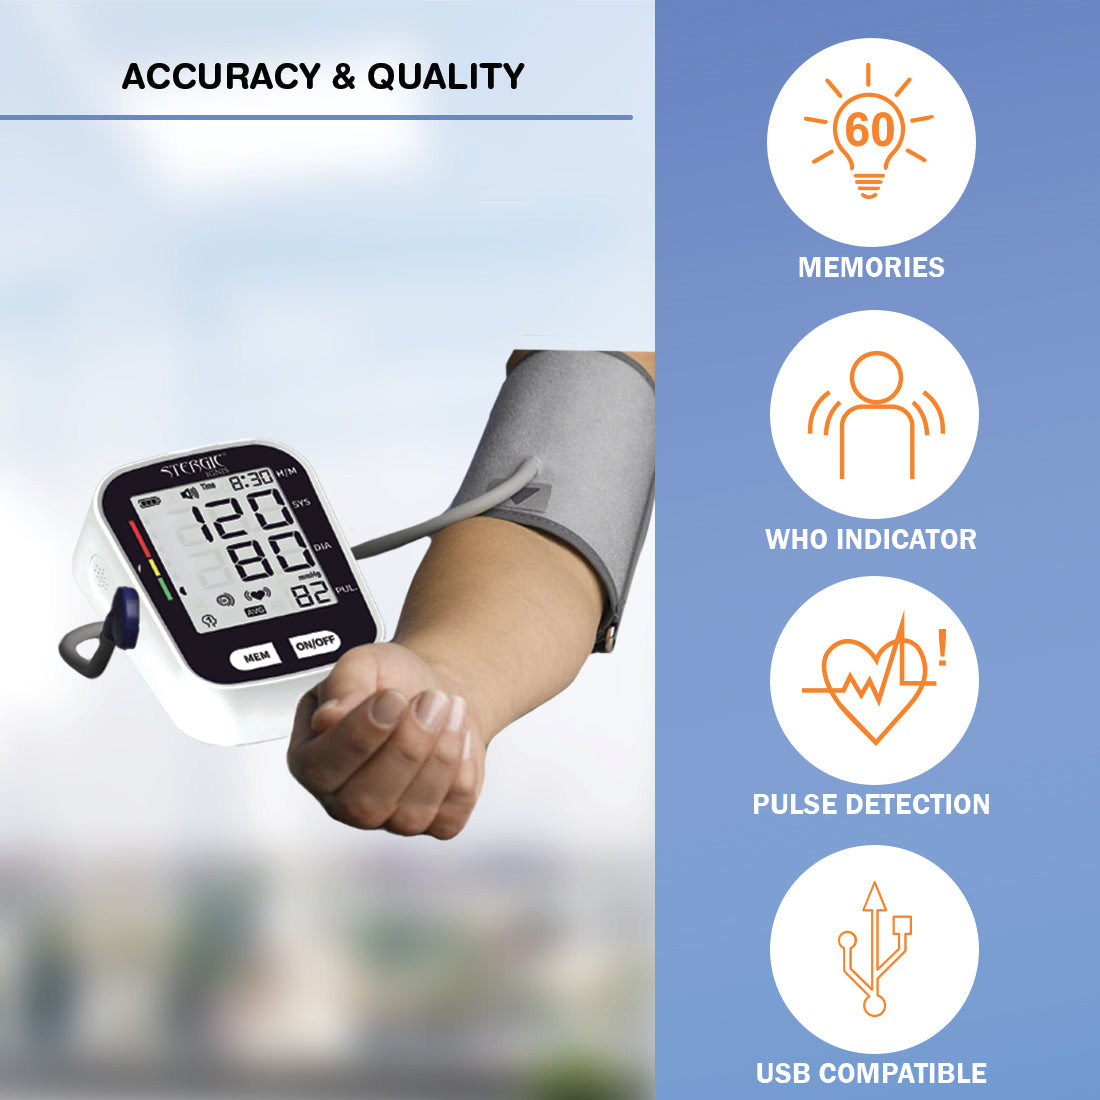 ACCURACY & QUALITY
STERGIC
IGNIS
Time 8:30 H/M
120 SYS
80 DIA
mmHg
82 PUL.
AVG
MEM ON/OFF
60
MEMORIES
WHO INDICATOR
!
PULSE DETECTION
USB COMPATIBLE